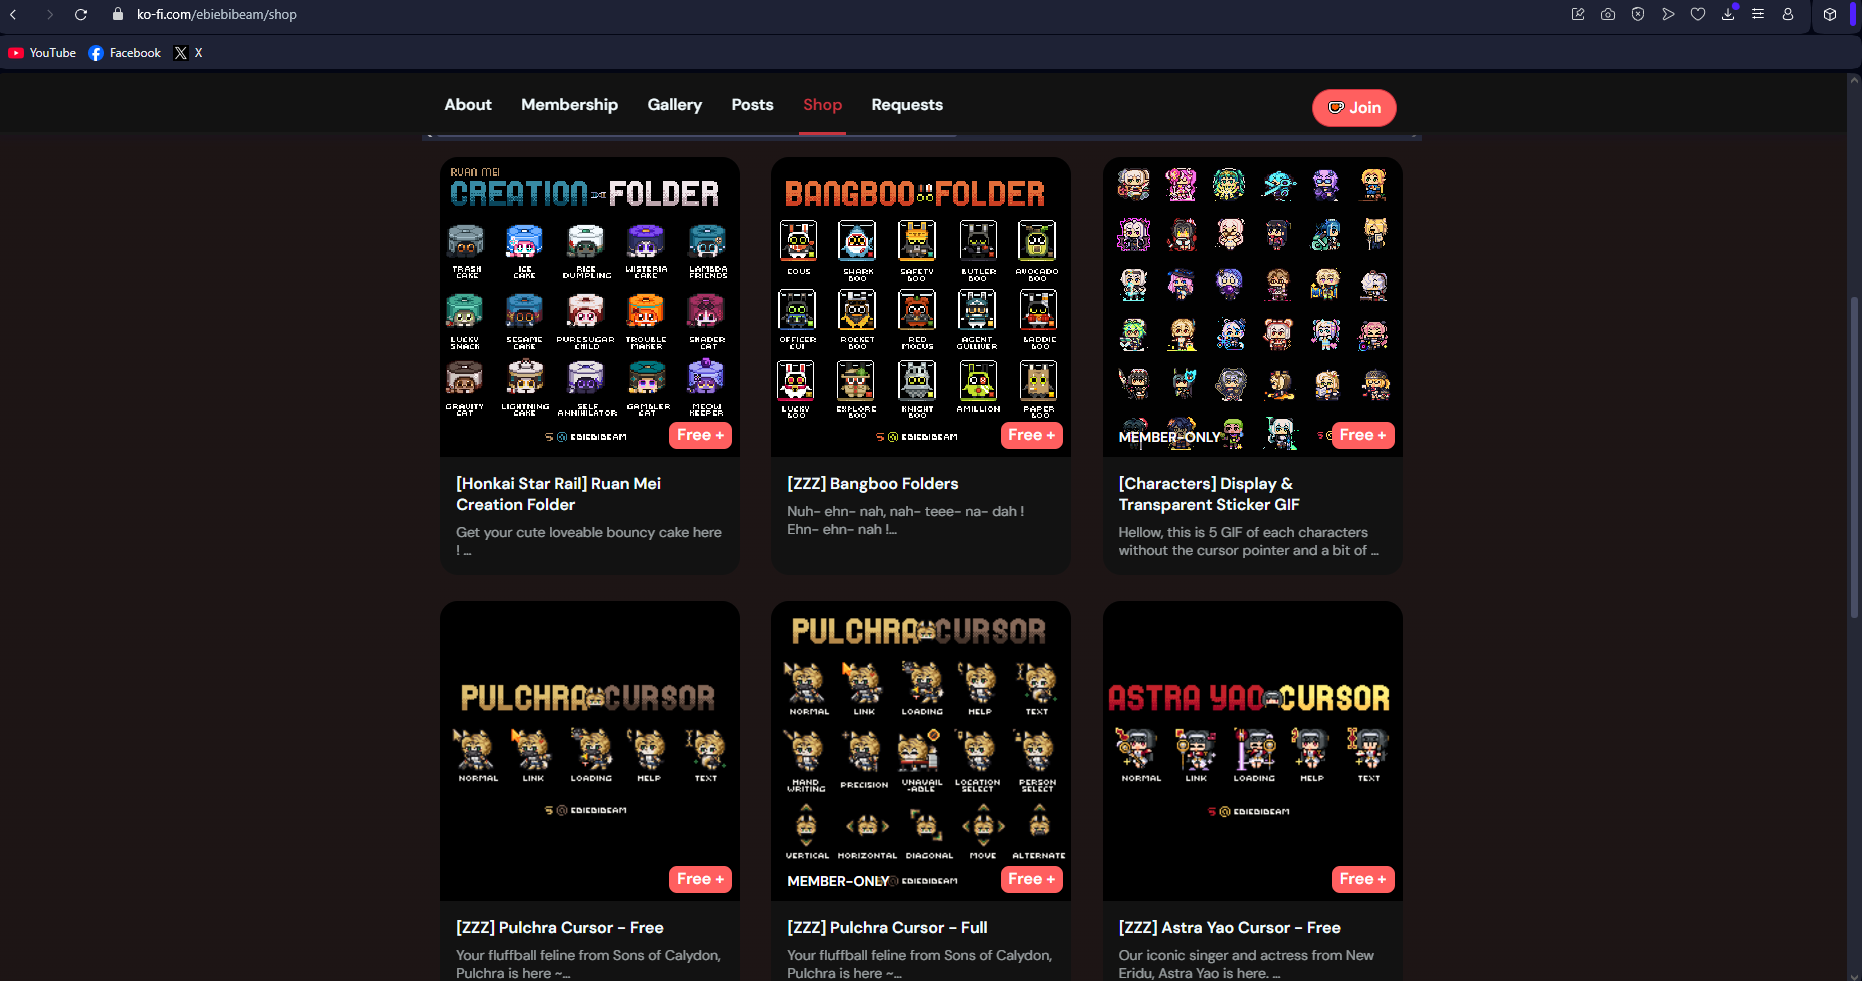 ko-fi.com/ebiebibeam/shop
YouTube
Facebook
X
About
Membership
Gallery
Posts
Shop
Requests
Join
RUAN MEI
CREATION FOLDER
TRASH CAKE
ICE CAKE
RICE DUMPLING
WISTERIA CAKE
LAMBDA FRIENDS
LUCKY SNACK
SESAME CAKE
PURESUGAR CHILD
TROUBLE MAKER
SHADER CAT
GRAVITY CAT
LIGHTNING CAKE
SELF ANNIHILATOR
GAMBLER CAT
MEOW KEEPER
EBIEBIBEAM
Free +
[Honkai Star Rail] Ruan Mei
Creation Folder
Get your cute loveable bouncy cake here
! ...
BANGBOO FOLDER
EOUS
SHARK BOO
SAFETY BOO
BUTLER BOO
AVOCADO BOO
OFFICER CUI
ROCKET BOO
RED MOCUS
AGENT GULLIVER
BADDIE BOO
LUCKY BOO
EXPLORE BOO
KNIGHT BOO
AMILLION
PAPER BOO
EBIEBIBEAM
Free +
[ZZZ] Bangboo Folders
Nuh- ehn- nah, nah- teee- na- dah !
Ehn- ehn- nah !...
MEMBER-ONLY
Free +
[Characters] Display &
Transparent Sticker GIF
Hellow, this is 5 GIF of each characters
without the cursor pointer and a bit of ...
PULCHRA CURSOR
NORMAL
LINK
LOADING
HELP
TEXT
EBIEBIBEAM
Free +
[ZZZ] Pulchra Cursor - Free
Your fluffball feline from Sons of Calydon,
Pulchra is here ~...
PULCHRA CURSOR
NORMAL
LINK
LOADING
HELP
TEXT
HAND WRITING
PRECISION
UNAVAIL -ABLE
LOCATION SELECT
PERSON SELECT
VERTICAL
HORIZONTAL
DIAGONAL
MOVE
ALTERNATE
MEMBER-ONLY
EBIEBIBEAM
Free +
[ZZZ] Pulchra Cursor - Full
Your fluffball feline from Sons of Calydon,
Pulchra is here ~...
ASTRA YAO CURSOR
NORMAL
LINK
LOADING
HELP
TEXT
EBIEBIBEAM
Free +
[ZZZ] Astra Yao Cursor - Free
Our iconic singer and actress from New
Eridu, Astra Yao is here. ...